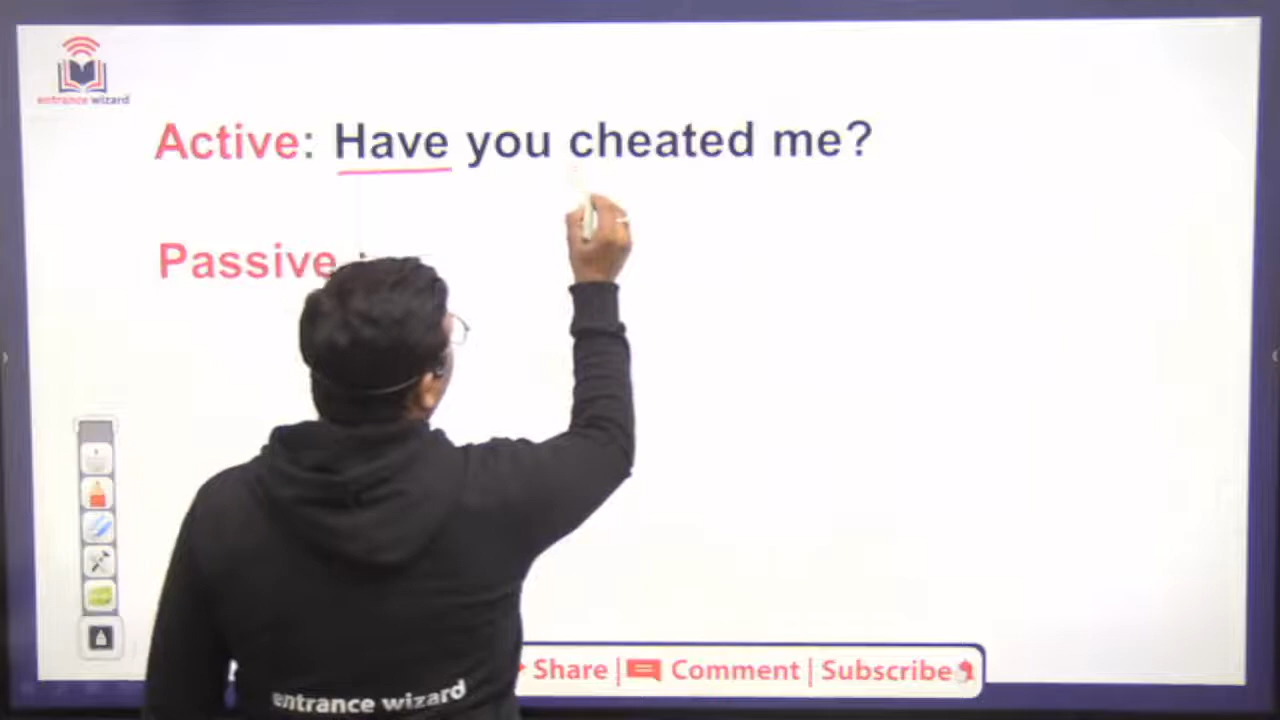 entrance wizard
Active: Have you cheated me?
Passive :
Share | Comment | Subscribe
entrance wizard